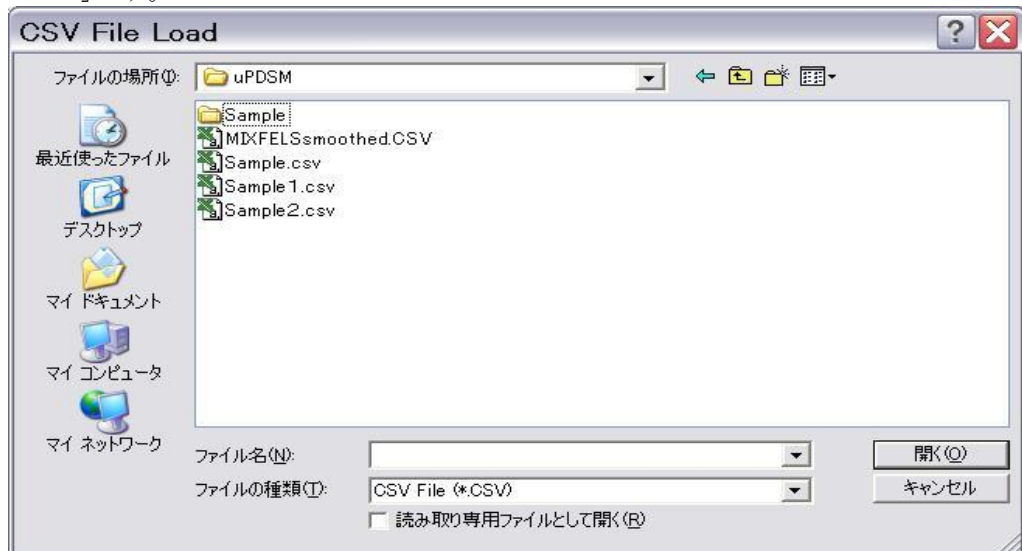 CSV File Load
ファイルの場所(I):
uPDSM
Sample
MIXFELSsmoothed.CSV
Sample.csv
Sample1.csv
Sample2.csv
最近使ったファイル
デスクトップ
マイ ドキュメント
マイ コンピュータ
マイ ネットワーク
ファイル名(N):
開く(O)
ファイルの種類(T):
CSV File (*.CSV)
キャンセル
読み取り専用ファイルとして開く(R)